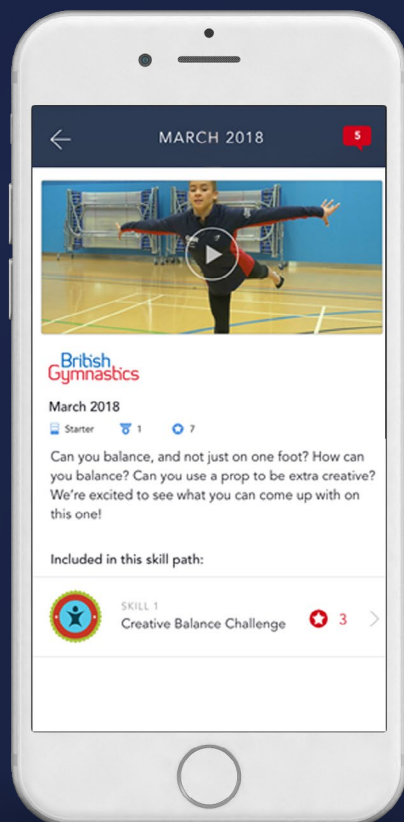 MARCH 2018
5
British
Gymnastics
March 2018
Starter 1 7
Can you balance, and not just on one foot? How can
you balance? Can you use a prop to be extra creative?
We're excited to see what you can come up with on
this one!
Included in this skill path:
SKILL 1
Creative Balance Challenge 3